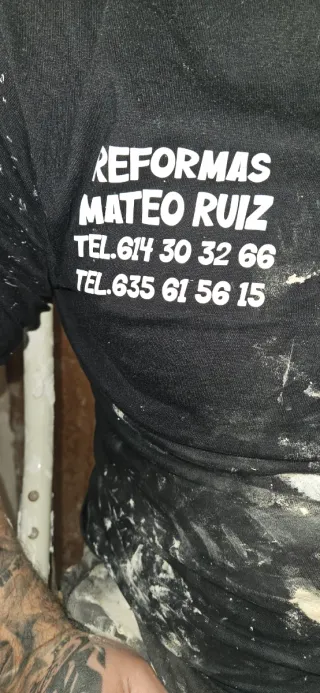 REFORMAS
MATEO RUIZ
TEL.614 30 32 66
TEL.635 61 56 15